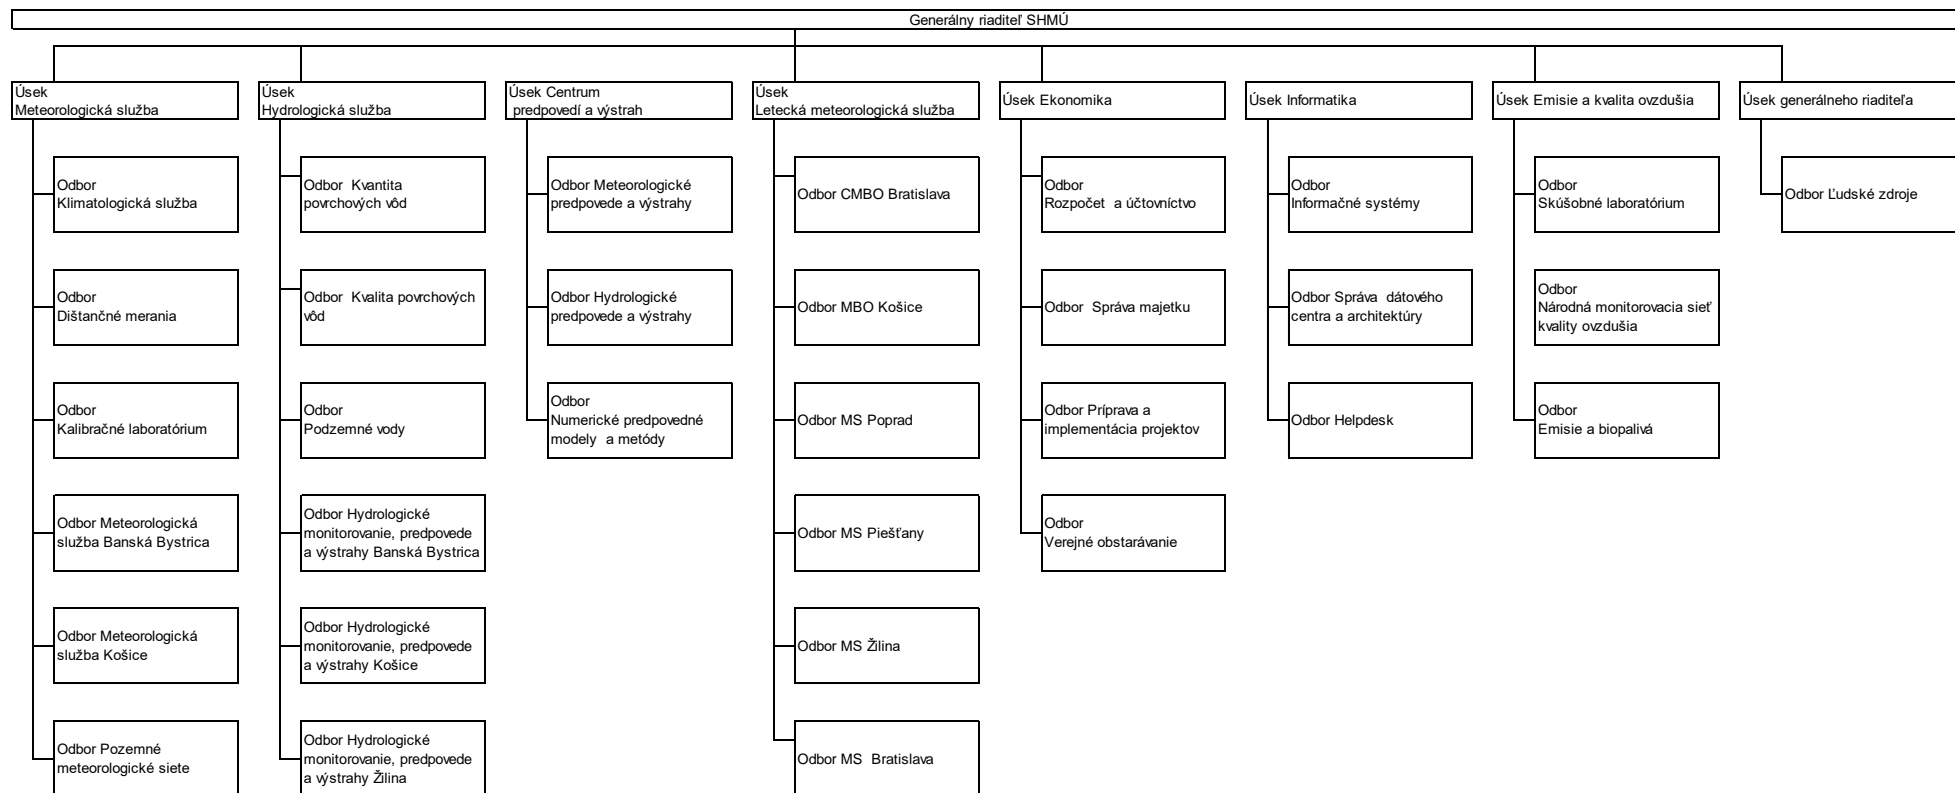 Generálny riaditeľ SHMÚ
Úsek
Meteorologická služba
Odbor
Klimatologická služba
Odbor
Dištančné merania
Odbor
Kalibračné laboratórium
Odbor Meteorologická
služba Banská Bystrica
Odbor Meteorologická
služba Košice
Odbor Pozemné
meteorologické siete
Úsek
Hydrologická služba
Odbor  Kvantita
povrchových vôd
Odbor  Kvalita povrchových
vôd
Odbor
Podzemné vody
Odbor Hydrologické
monitorovanie, predpovede
a výstrahy Banská Bystrica
Odbor Hydrologické
monitorovanie, predpovede
a výstrahy Košice
Odbor Hydrologické
monitorovanie, predpovede
a výstrahy Žilina
Úsek Centrum
predpovedí a výstrah
Odbor Meteorologické
predpovede a výstrahy
Odbor Hydrologické
predpovede a výstrahy
Odbor
Numerické predpovedné
modely  a metódy
Úsek
Letecká meteorologická služba
Odbor CMBO Bratislava
Odbor MBO Košice
Odbor MS Poprad
Odbor MS Piešťany
Odbor MS Žilina
Odbor MS  Bratislava
Úsek Ekonomika
Odbor
Rozpočet  a účtovníctvo
Odbor  Správa majetku
Odbor Príprava a
implementácia projektov
Odbor
Verejné obstarávanie
Úsek Informatika
Odbor
Informačné systémy
Odbor Správa  dátového
centra a architektúry
Odbor Helpdesk
Úsek Emisie a kvalita ovzdušia
Odbor
Skúšobné laboratórium
Odbor
Národná monitorovacia sieť
kvality ovzdušia
Odbor
Emisie a biopalivá
Úsek generálneho riaditeľa
Odbor Ľudské zdroje